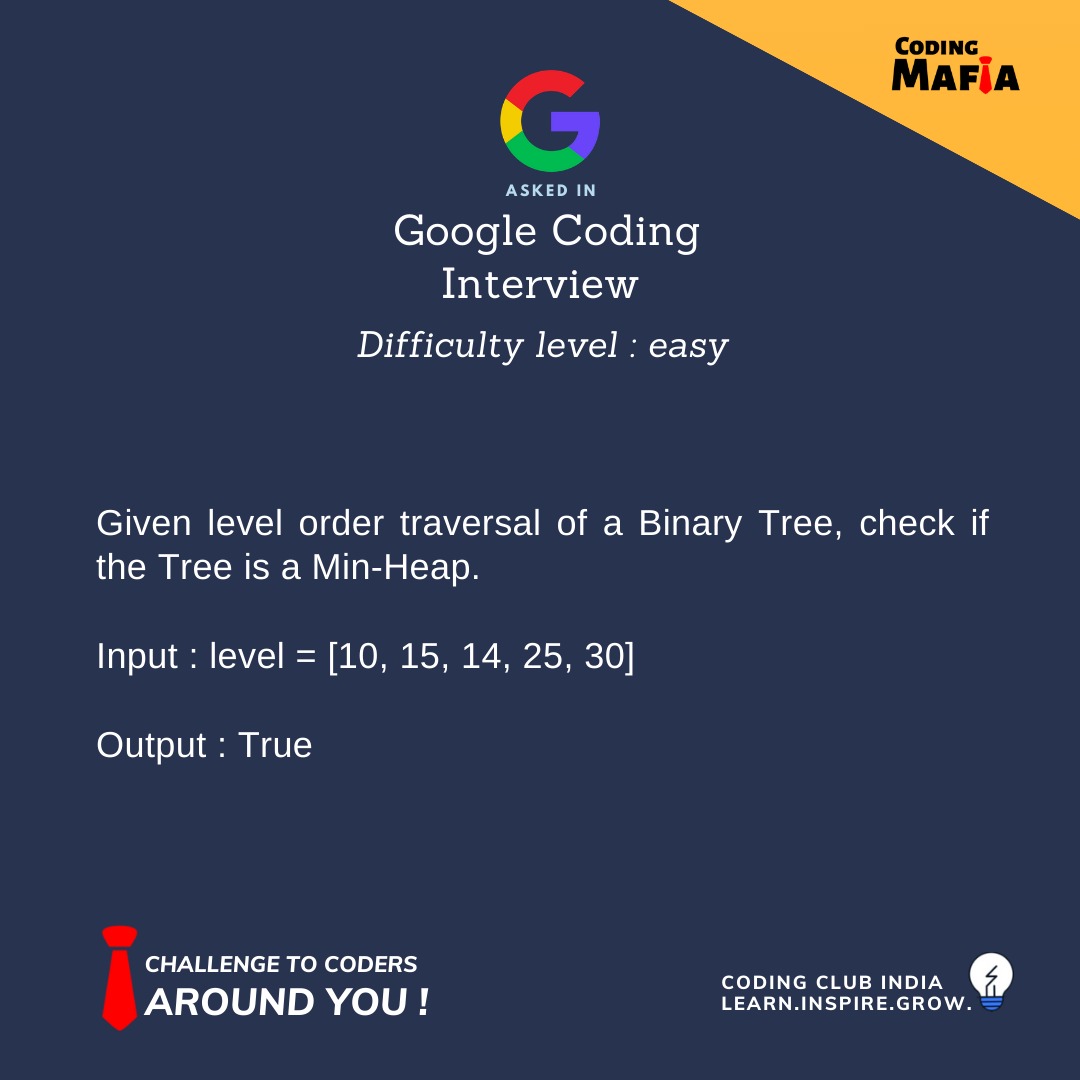 CODING
MAFIA
ASKED IN
Google Coding
Interview
Difficulty level : easy
Given level order traversal of a Binary Tree, check if
the Tree is a Min-Heap.
Input : level = [10, 15, 14, 25, 30]
Output : True
CHALLENGE TO CODERS
AROUND YOU !
CODING CLUB INDIA
LEARN.INSPIRE.GROW.